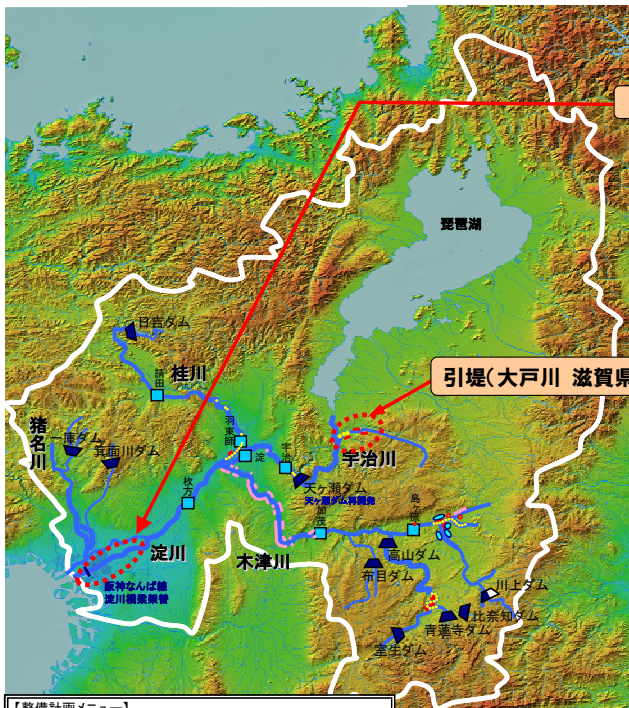 琵琶湖
日吉ダム
請田
桂川
引堤(大戸川 滋賀県
猪名川
一庫ダム
箕面川ダム
羽東師
淀
宇治
宇治川
天ヶ瀬ダム
天ヶ瀬ダム再開発
枚方
加茂
島ヶ原
淀川
木津川
高山ダム
布目ダム
川上ダム
比奈知ダム
青蓮寺ダム
室生ダム
阪神なんば線
淀川橋梁架替
【整備計画メニュー】